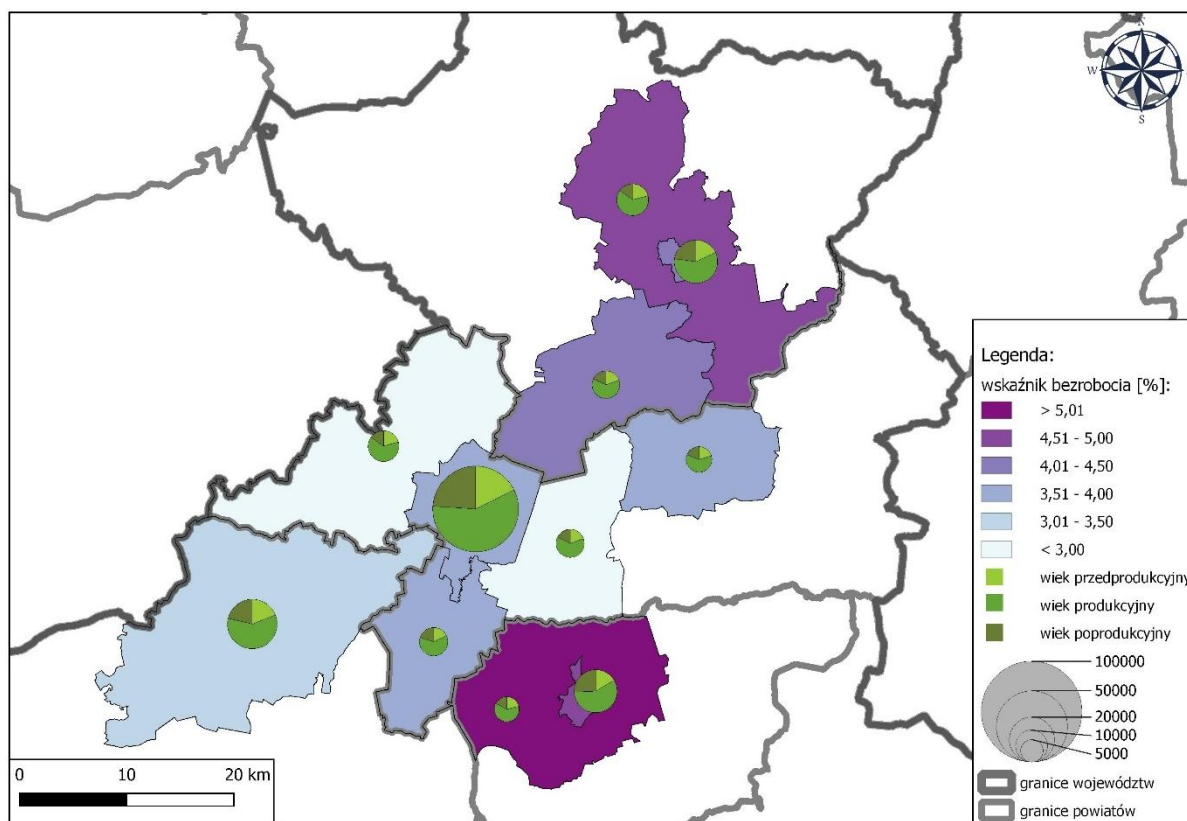 N
W
S
Legenda:
wskaźnik bezrobocia [%]:
> 5,01
4,51 - 5,00
4,01 - 4,50
3,51 - 4,00
3,01 - 3,50
< 3,00
wiek przedprodukcyjny
wiek produkcyjny
wiek poprodukcyjny
100000
50000
20000
10000
5000
granice województw
granice powiatów
0 10 20 km